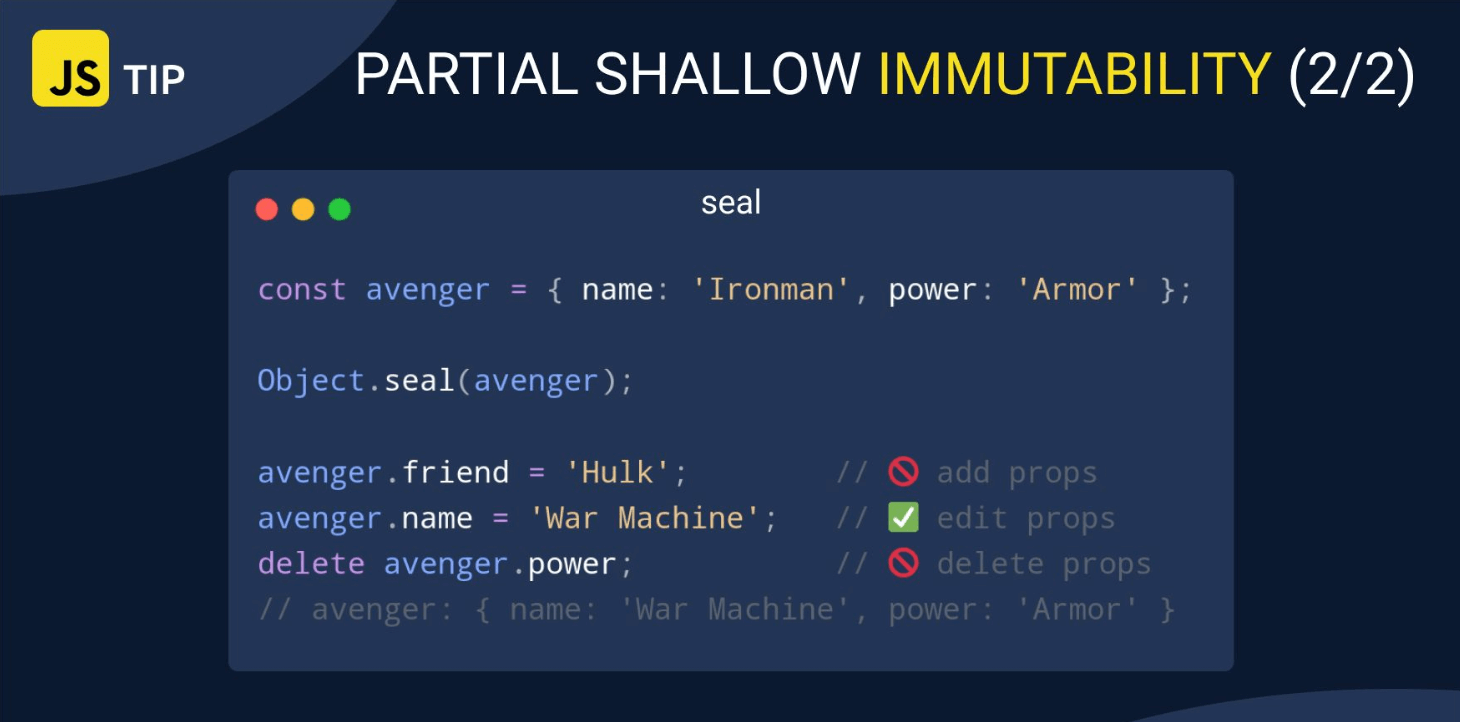 JS TIP
PARTIAL SHALLOW IMMUTABILITY (2/2)
seal
const avenger = { name: 'Ironman', power: 'Armor' };
Object.seal(avenger);
avenger.friend = 'Hulk'; // 🚫 add props
avenger.name = 'War Machine'; // ✅ edit props
delete avenger.power; // 🚫 delete props
// avenger: { name: 'War Machine', power: 'Armor' }